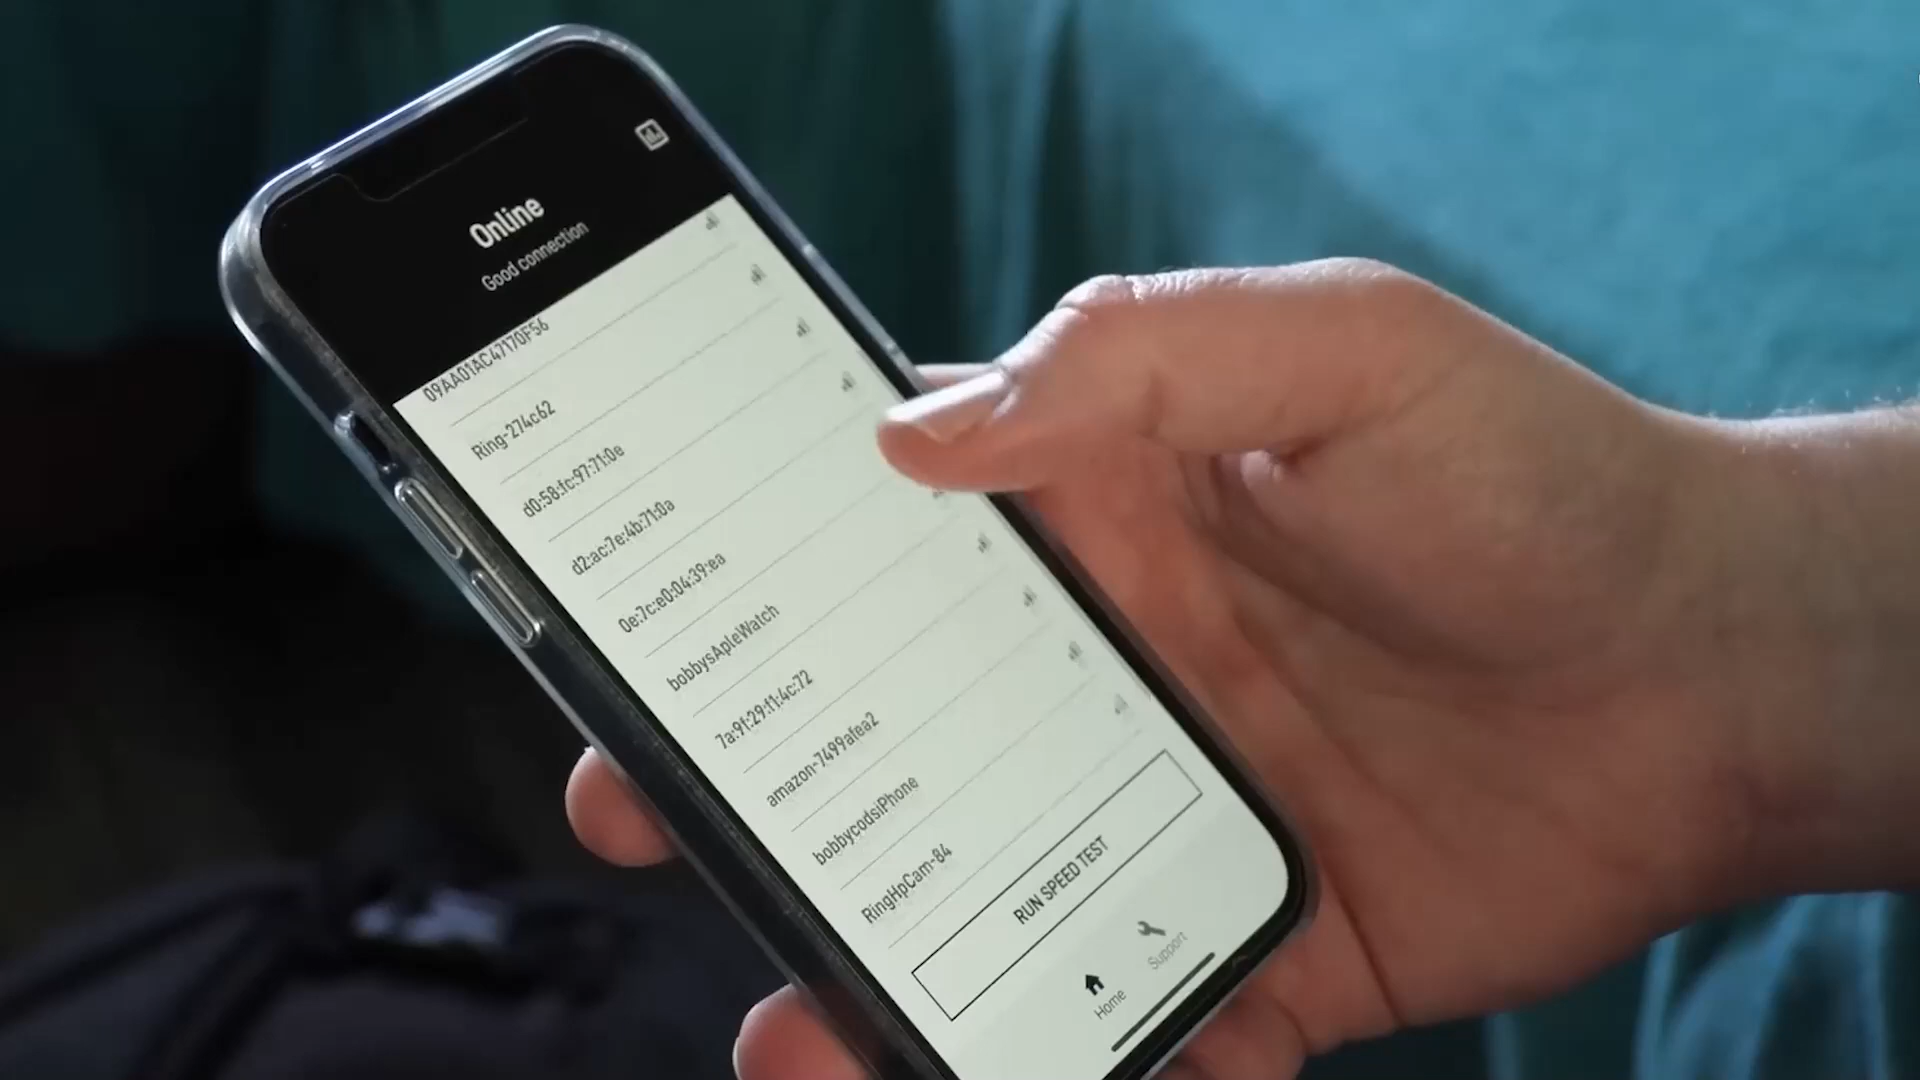 Online
Good connection
09AA01AC47170F56
Ring-274c62
d0:58:fc:97:71:0e
d2:ac:7e:4b:71:0a
0e:7c:e0:04:39:ea
bobbysApleWatch
7a:9f:29:f1:4c:72
amazon-7499afea2
bobbycodsiPhone
RingHpCam-84
RUN SPEED TEST
Home
Support